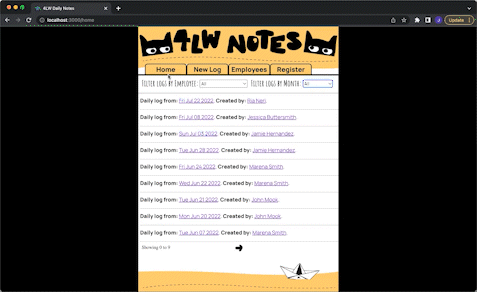 4LW Daily Notes
localhost:3000/home
Update
4LW NOTES
Home New Log Employees Register
Filter logs by Employee: All Filter logs by Month: All
Daily log from: Fri Jul 22 2022. Created by: Ria Neri.
Daily log from: Fri Jul 08 2022. Created by: Jessica Buttersmith.
Daily log from: Sun Jul 03 2022. Created by: Jamie Hernandez.
Daily log from: Tue Jun 28 2022. Created by: Jamie Hernandez.
Daily log from: Fri Jun 24 2022. Created by: Marena Smith.
Daily log from: Wed Jun 22 2022. Created by: Marena Smith.
Daily log from: Tue Jun 21 2022. Created by: John Mook.
Daily log from: Mon Jun 20 2022. Created by: John Mook.
Daily log from: Tue Jun 07 2022. Created by: Marena Smith.
Showing 0 to 9